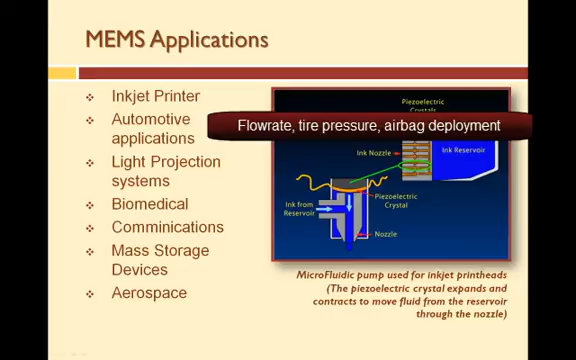 MEMS Applications
Inkjet Printer
Automotive
applications
Light Projection
systems
Biomedical
Comminications
Mass Storage
Devices
Aerospace
Piezoelectric
Crystals
Flowrate, tire pressure, airbag deployment
Ink Nozzle
Ink Reservoir
Piezoelectric
Crystal
Ink from
Reservoir
Nozzle
MicroFluidic pump used for inkjet printheads
(The piezoelectric crystal expands and
contracts to move fluid from the reservoir
through the nozzle)